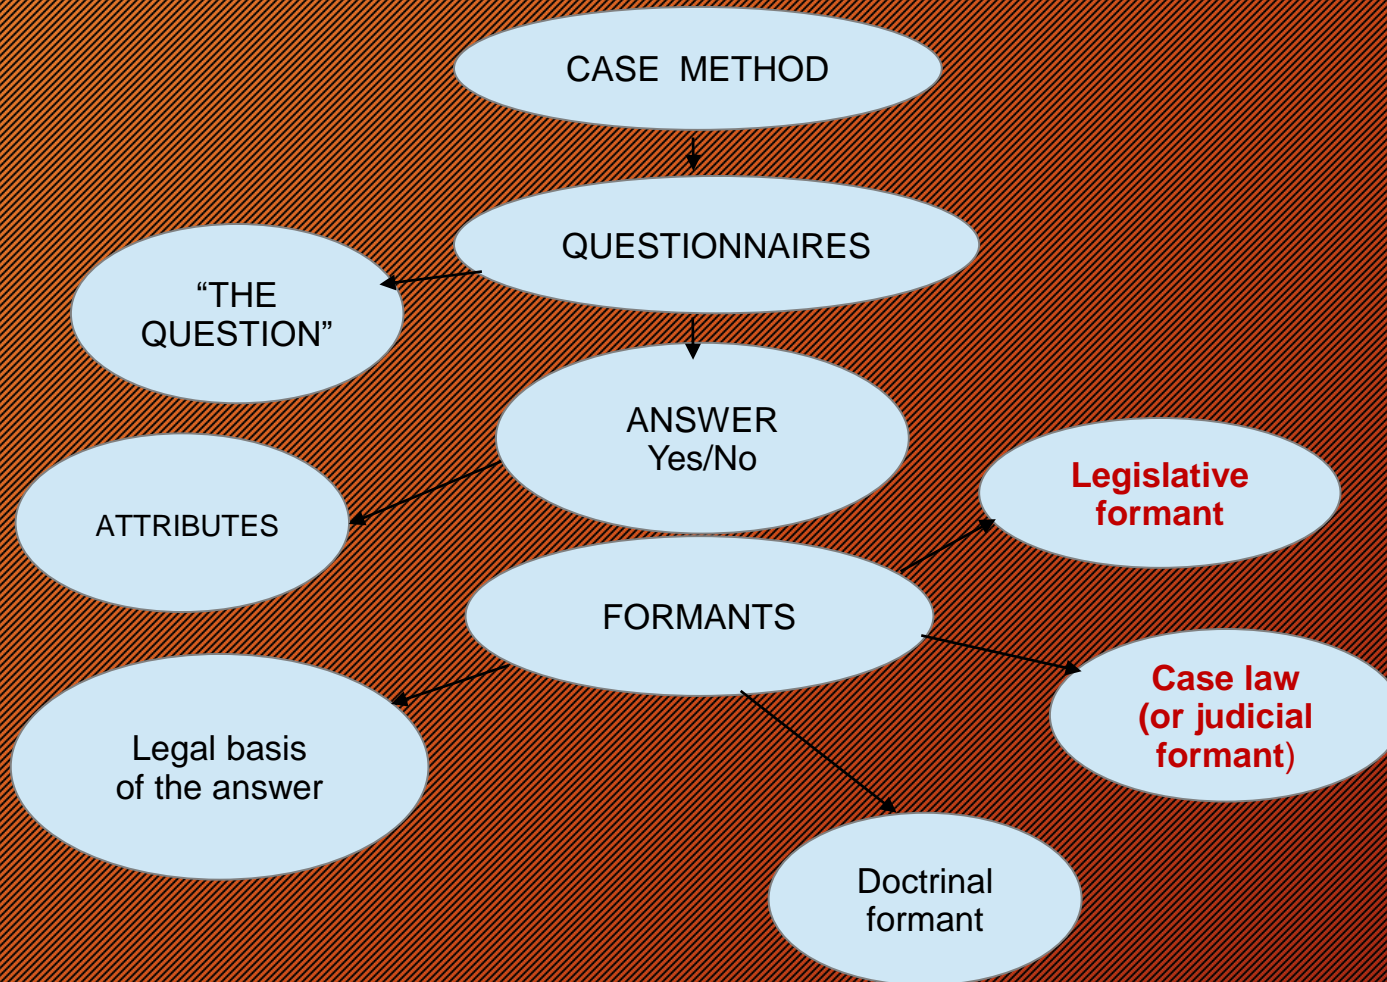 CASE METHOD
QUESTIONNAIRES
“THE
QUESTION”
ANSWER
Yes/No
ATTRIBUTES
Legislative
formant
FORMANTS
Case law
(or judicial
formant)
Legal basis
of the answer
Doctrinal
formant